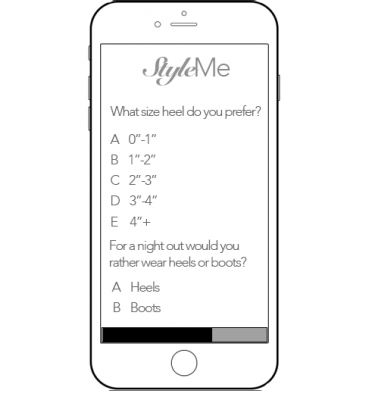 StyleMe
What size heel do you prefer?
A 0"-1"
B 1"-2"
C 2"-3"
D 3"-4"
E 4"+
For a night out would you
rather wear heels or boots?
A Heels
B Boots